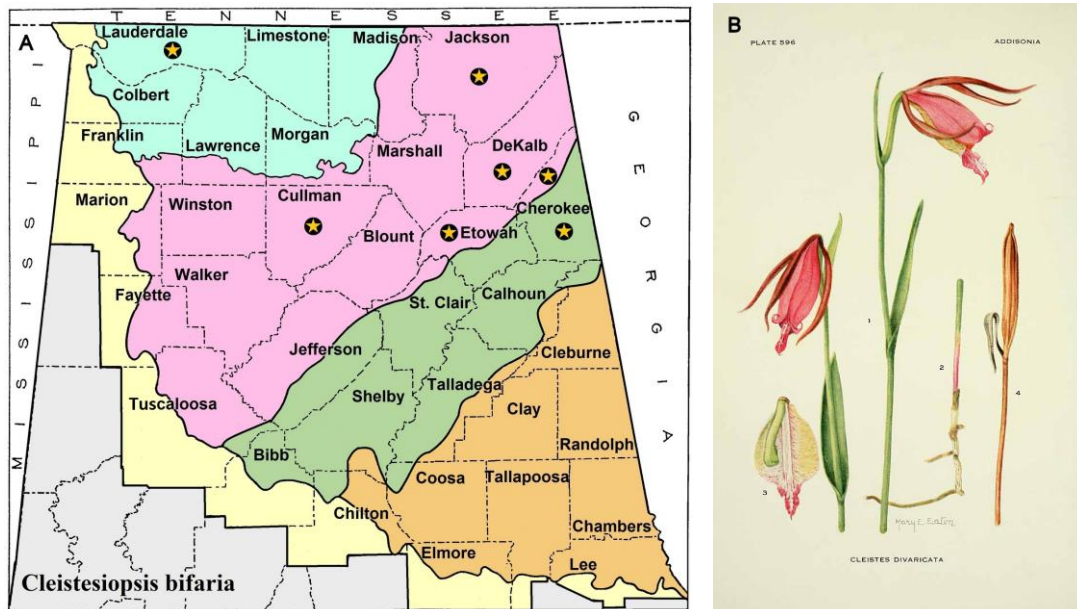 A
T E N N E S S E E
Lauderdale
Limestone
Madison
Jackson
Colbert
Franklin
Lawrence
Morgan
Marshall
DeKalb
Marion
Winston
Cullman
Cherokee
Blount
Etowah
Walker
Fayette
St. Clair
Calhoun
Jefferson
Cleburne
Tuscaloosa
Shelby
Talladega
Clay
Bibb
Randolph
Coosa
Tallapoosa
Chilton
Chambers
Elmore
Lee
MISSISSIPPI
GEORGIA
Cleistesiopsis bifaria
B
PLATE 596
ADDISONIA
1
2
3
4
Mary E. Eaton
CLEISTES DIVARICATA